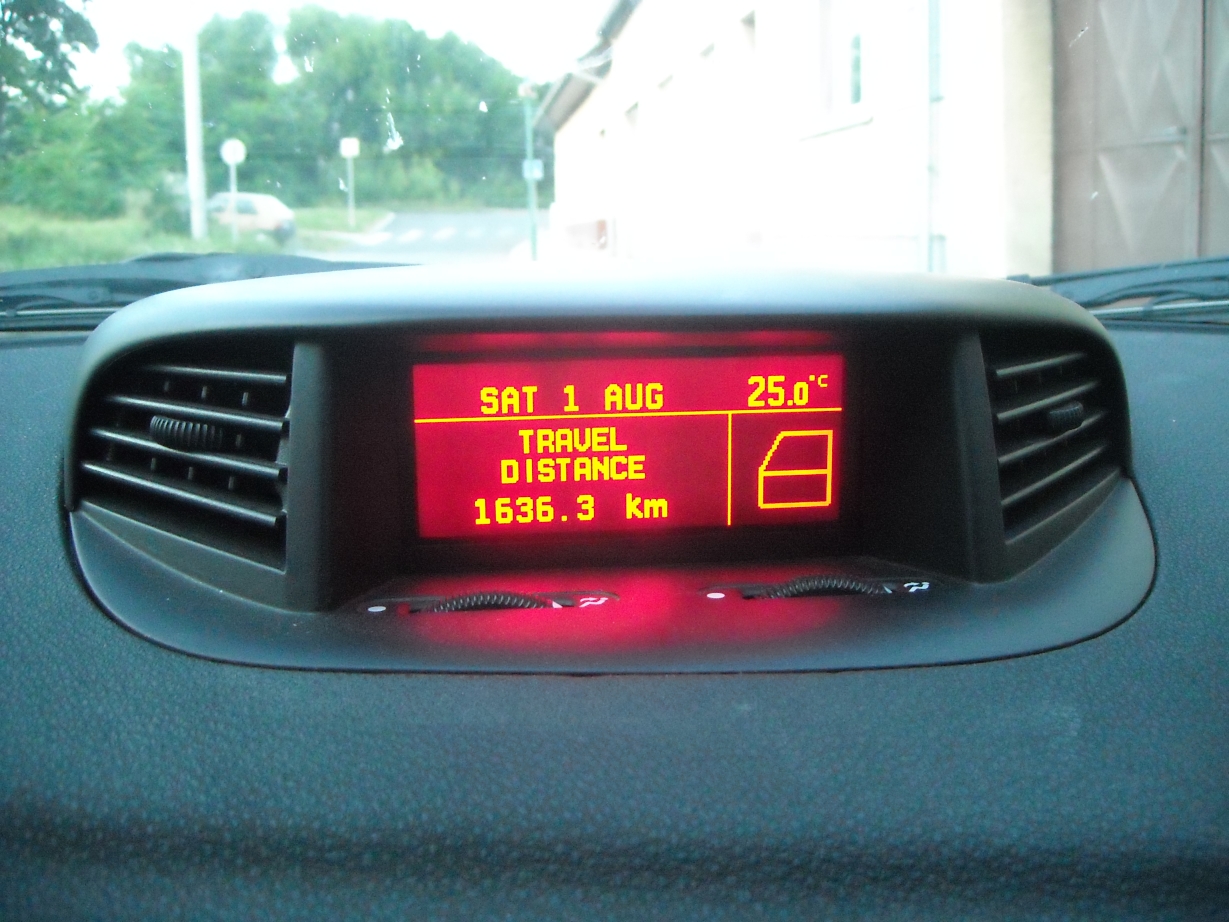 SAT 1 AUG 25.0°C
TRAVEL
DISTANCE
1636.3 km